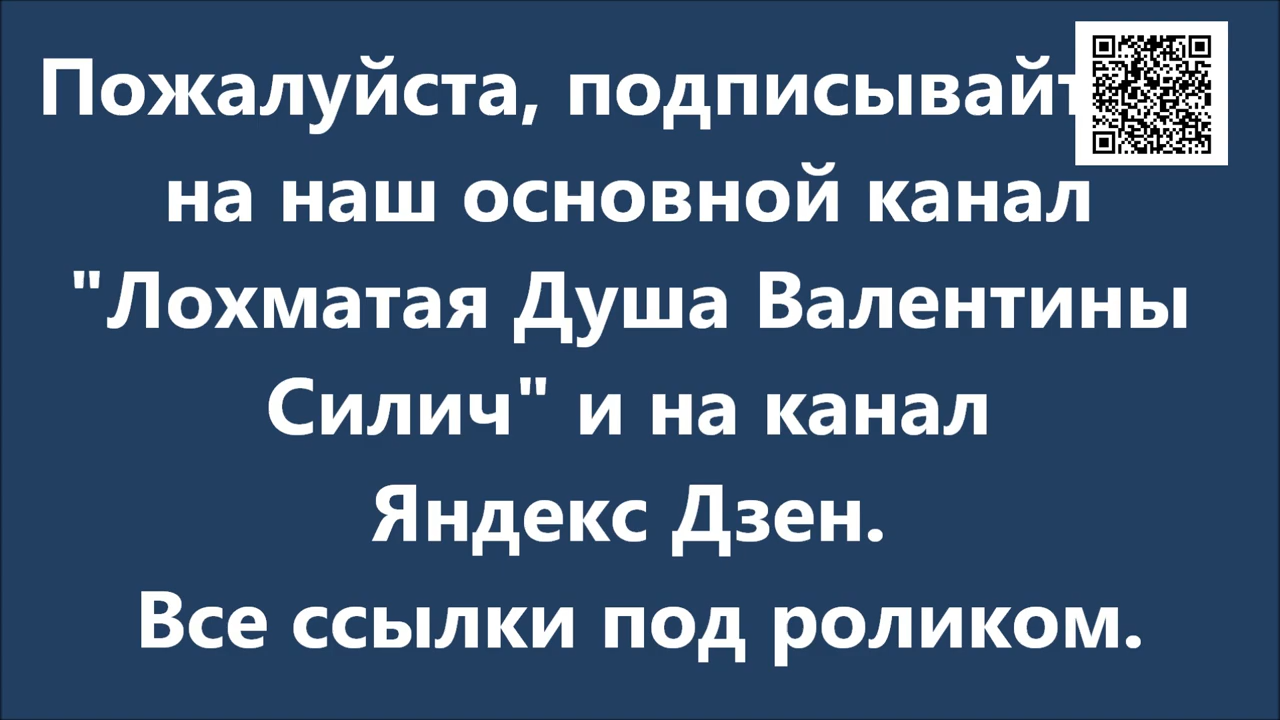 Пожалуйста, подписывайт
на наш основной канал
"Лохматая Душа Валентины
Силич" и на канал
Яндекс Дзен.
Все ссылки под роликом.